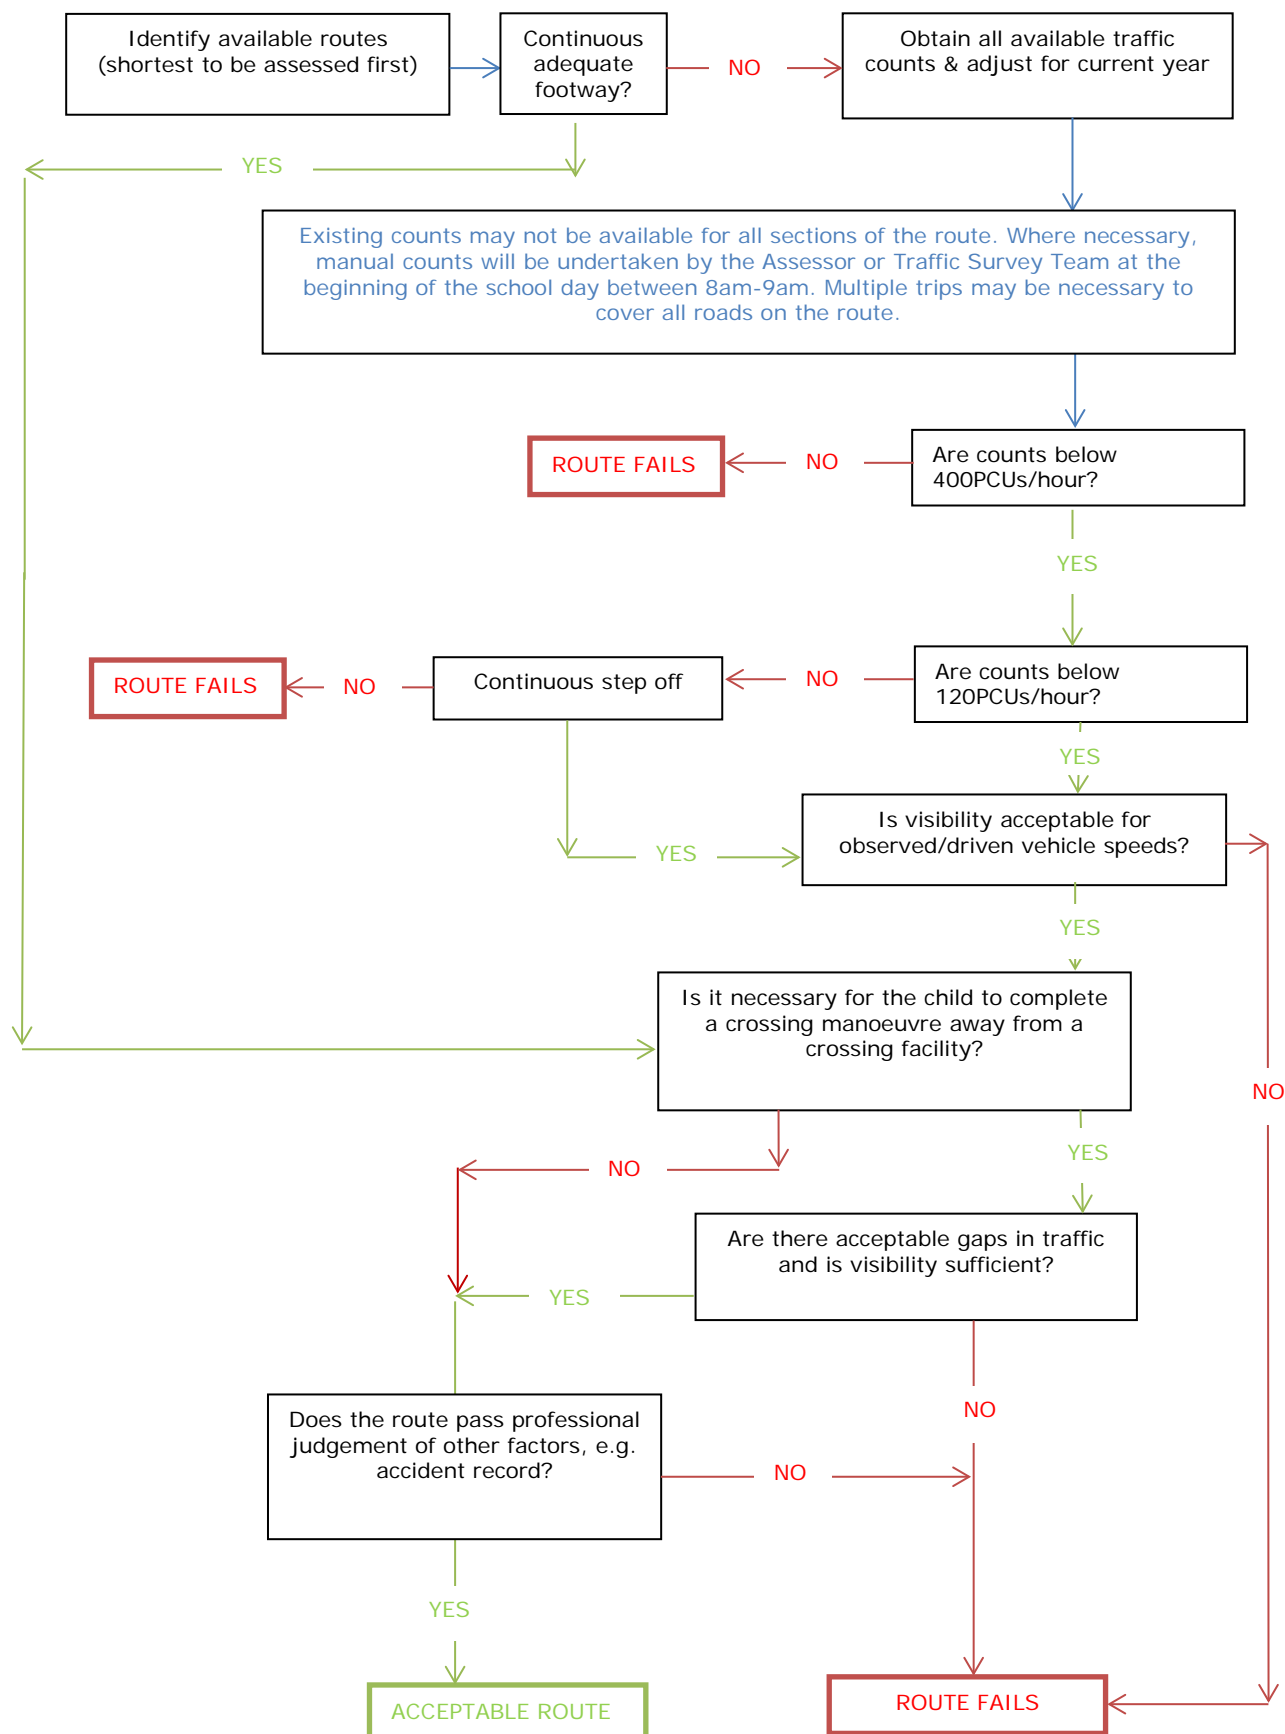 Identify available routes
(shortest to be assessed first)
Continuous
adequate
footway?
NO
Obtain all available traffic
counts & adjust for current year
YES
Existing counts may not be available for all sections of the route. Where necessary,
manual counts will be undertaken by the Assessor or Traffic Survey Team at the
beginning of the school day between 8am-9am. Multiple trips may be necessary to
cover all roads on the route.
ROUTE FAILS
NO
Are counts below
400PCUs/hour?
YES
ROUTE FAILS
NO
Continuous step off
NO
Are counts below
120PCUs/hour?
YES
Is visibility acceptable for
observed/driven vehicle speeds?
YES
YES
Is it necessary for the child to complete
a crossing manoeuvre away from a
crossing facility?
NO
YES
NO
Are there acceptable gaps in traffic
and is visibility sufficient?
YES
Does the route pass professional
judgement of other factors, e.g.
accident record?
NO
NO
YES
ACCEPTABLE ROUTE
ROUTE FAILS